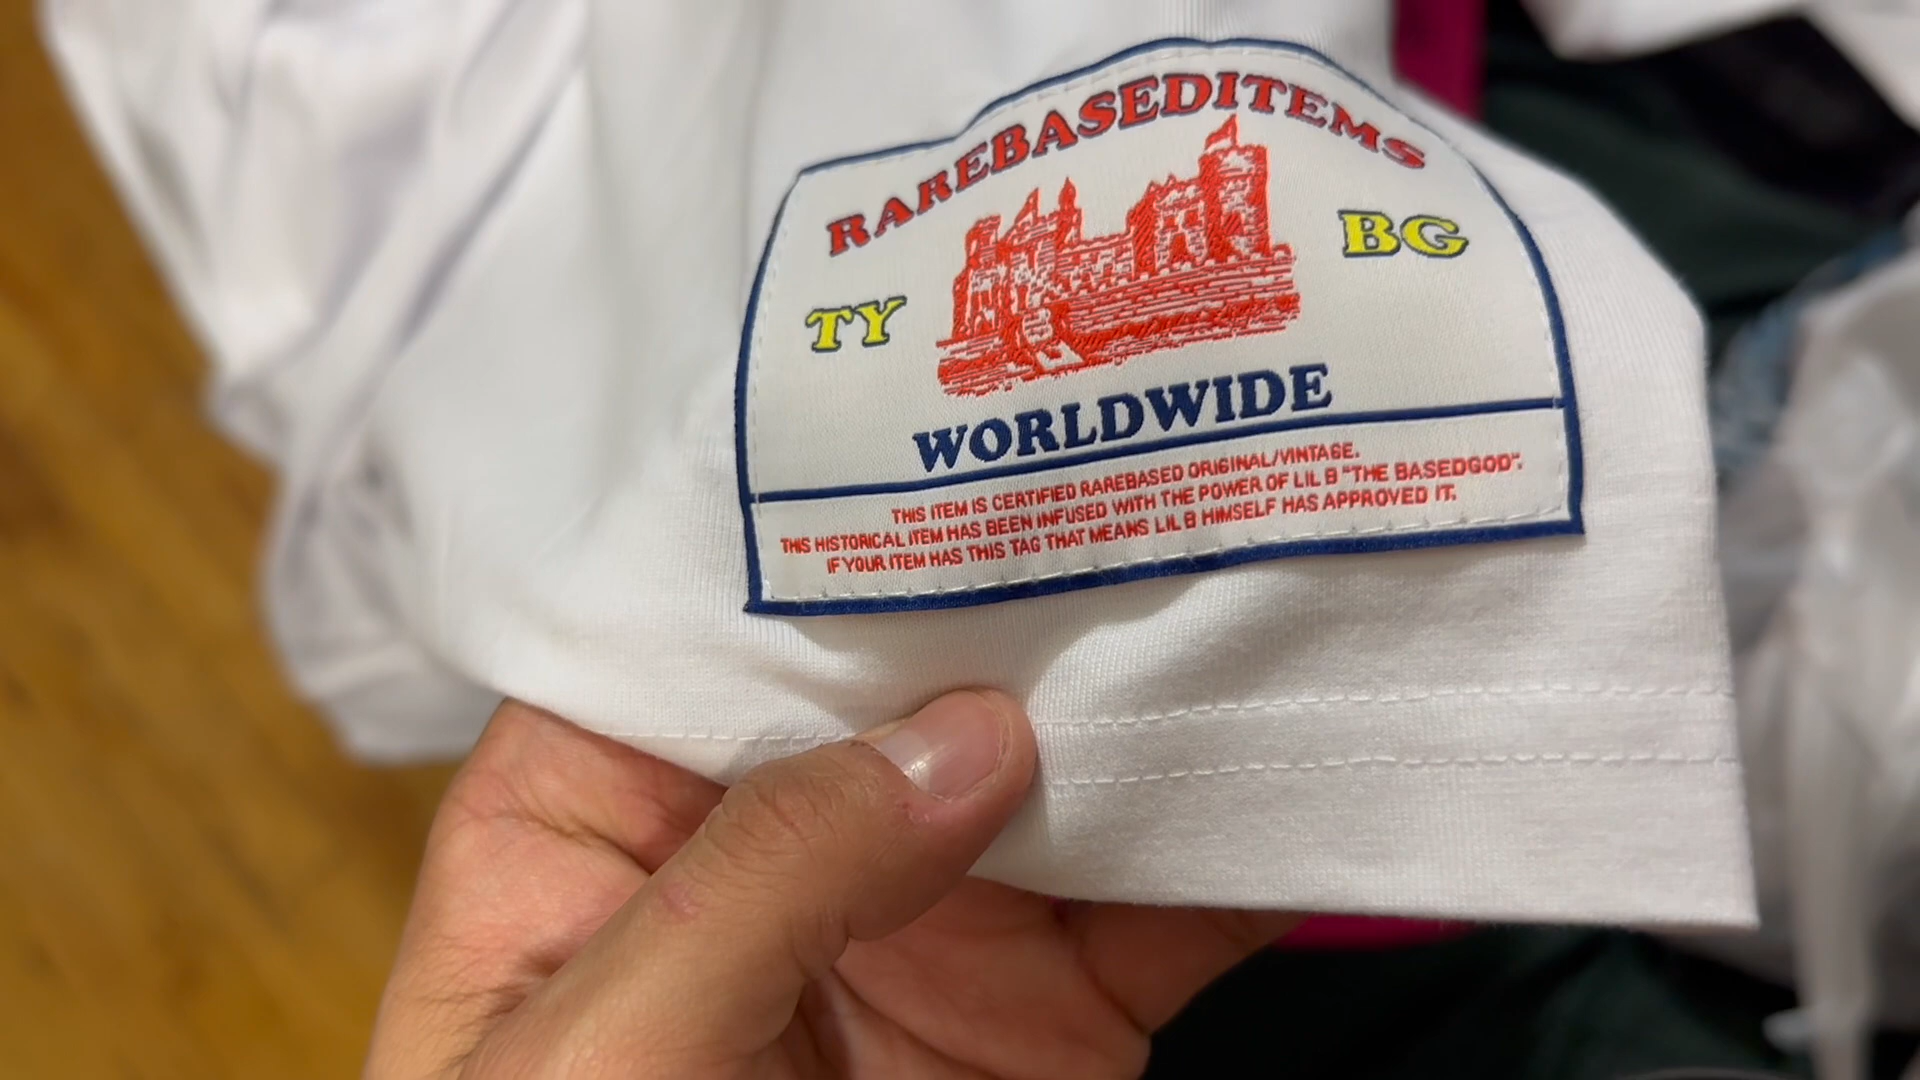 RAREBASEDITEMS
TY BG
WORLDWIDE
THIS ITEM IS CERTIFIED RAREBASED ORIGINAL/VINTAGE.
THIS HISTORICAL ITEM HAS BEEN INFUSED WITH THE POWER OF LIL B "THE BASEDGOD".
IF YOUR ITEM HAS THIS TAG THAT MEANS LIL B HIMSELF HAS APPROVED IT.